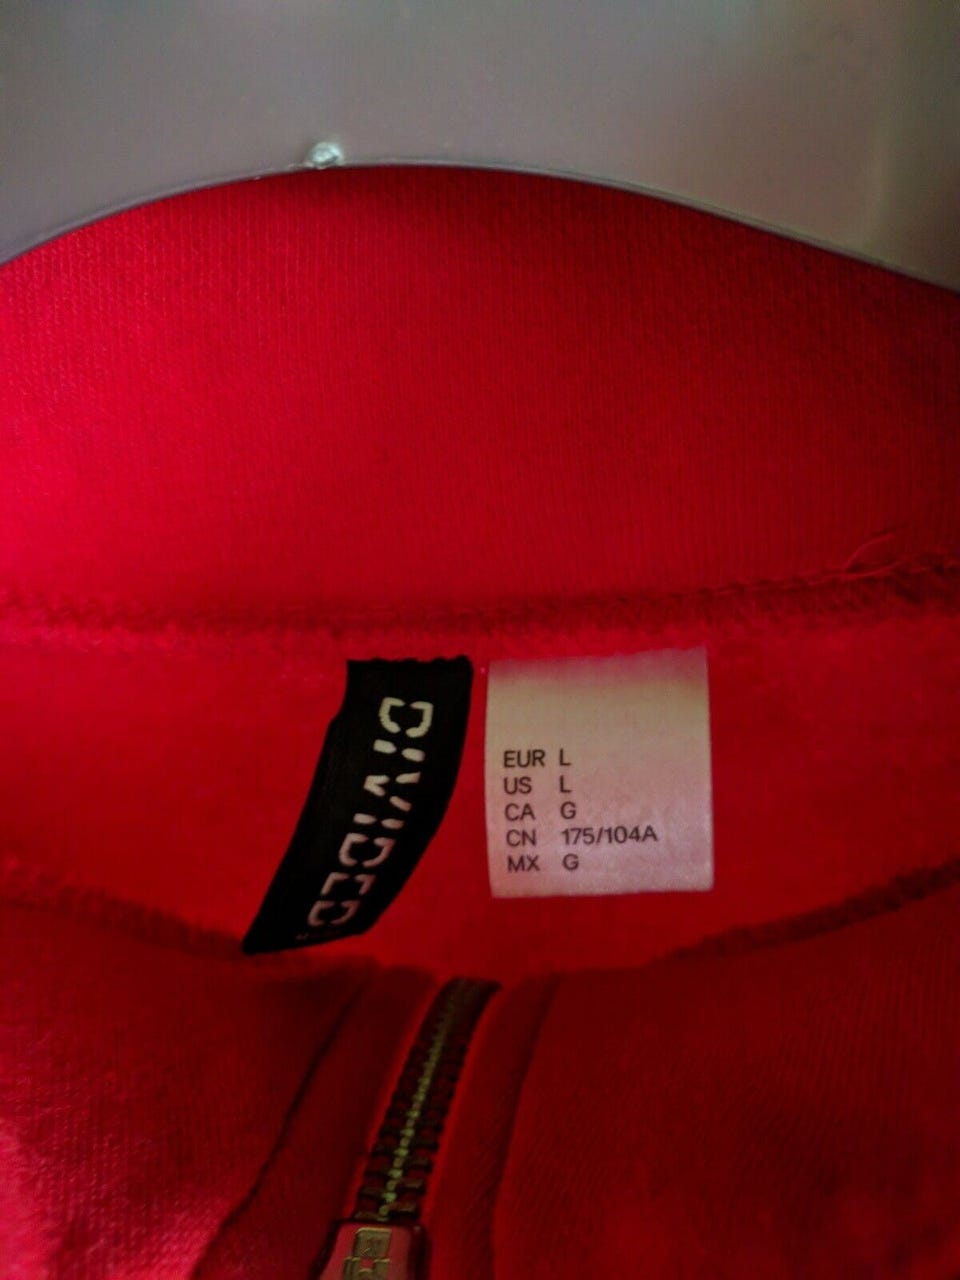 DIVIDED
EUR L
US L
CA G
CN 175/104A
MX G